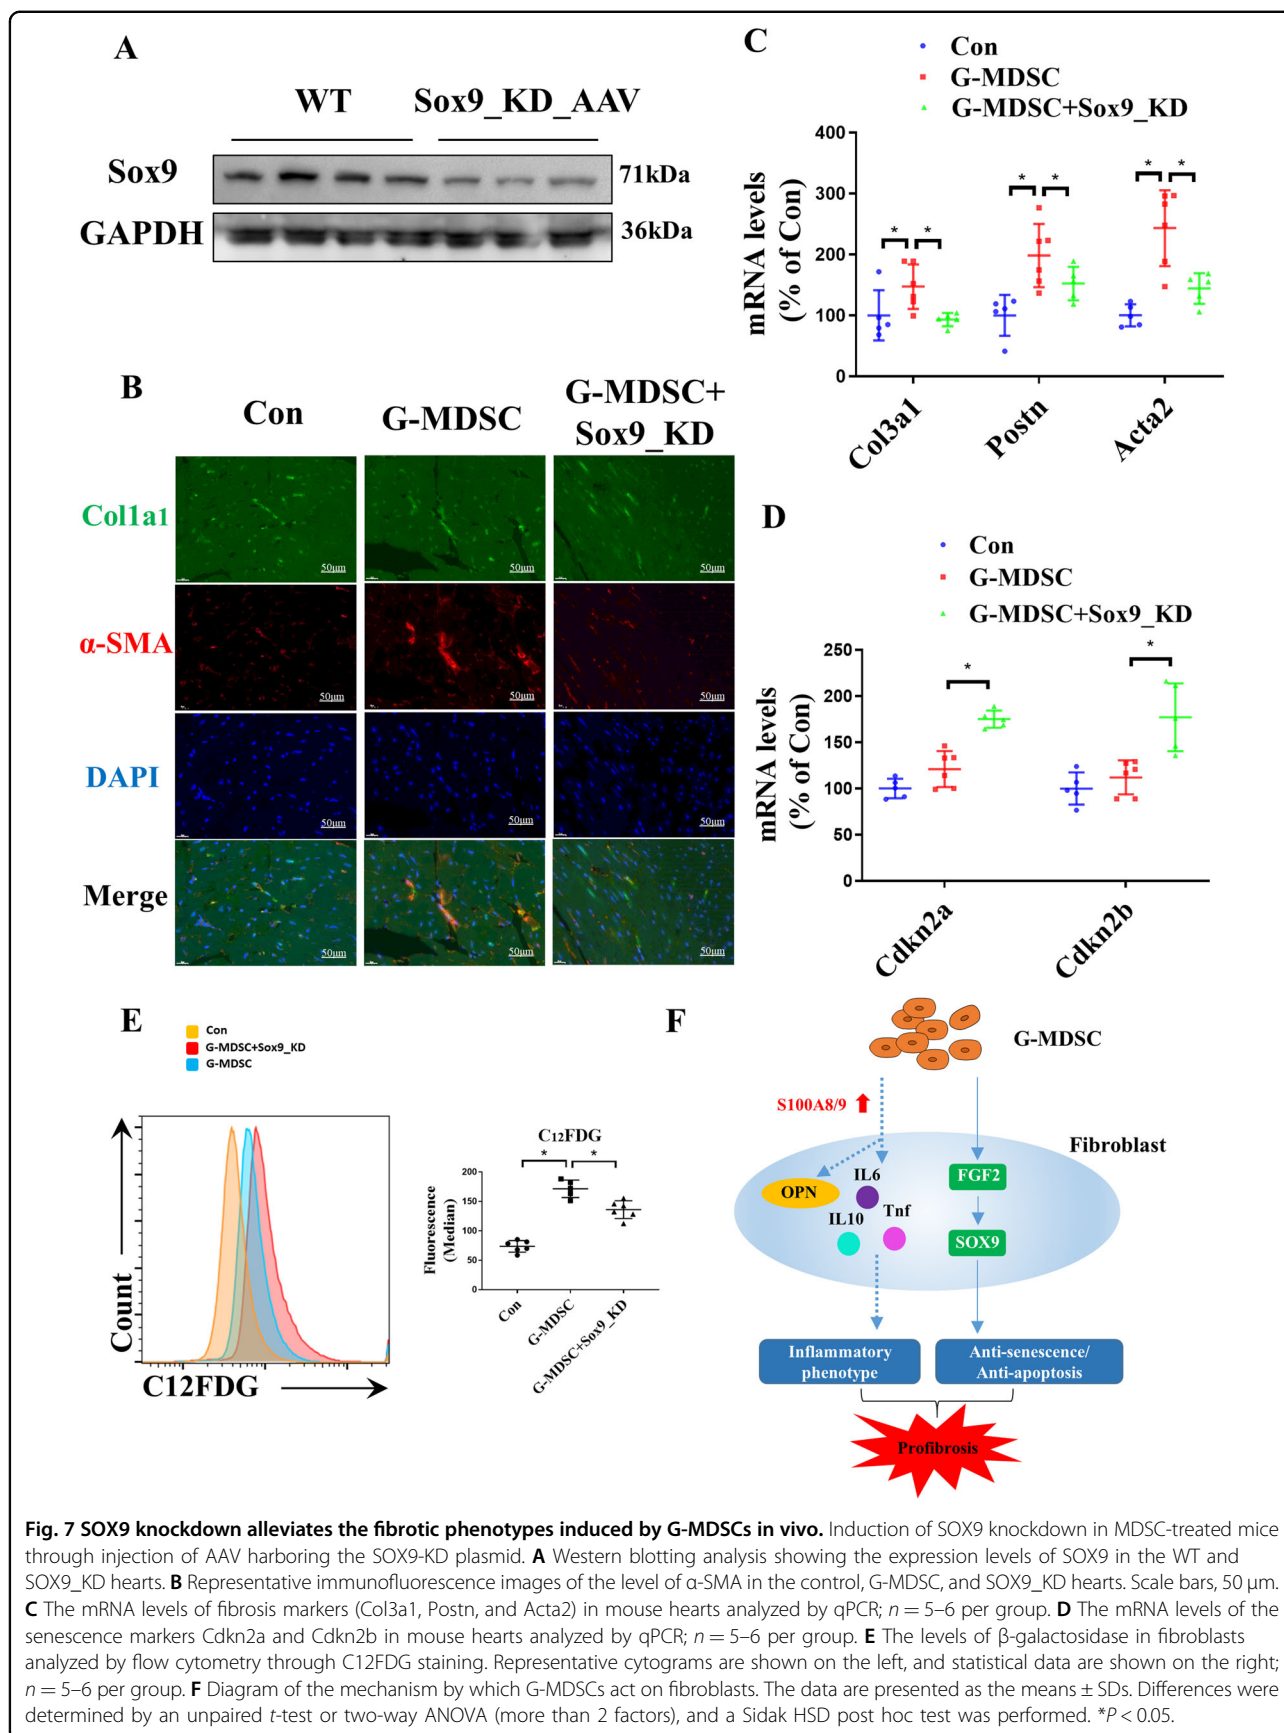 A
WT
Sox9_KD_AAV
Sox9
71kDa
GAPDH
36kDa
B
Con
G-MDSC
G-MDSC+
Sox9_KD
Col1a1
50μm
50μm
50μm
α-SMA
50μm
50μm
50μm
DAPI
50μm
50μm
50μm
Merge
50μm
50μm
50μm
C
Con
G-MDSC
G-MDSC+Sox9_KD
mRNA levels
(% of Con)
400
300
200
100
0
* * * * * *
Col3a1
Postn
Acta2
D
Con
G-MDSC
G-MDSC+Sox9_KD
mRNA levels
(% of Con)
250
200
150
100
50
0
* *
Cdkn2a
Cdkn2b
E
Con
G-MDSC+Sox9_KD
G-MDSC
Count
C12FDG
C₁₂FDG
Fluorescence
(Median)
200
150
100
50
0
* *
Con
G-MDSC
G-MDSC+Sox9_KD
F
G-MDSC
S100A8/9
Fibroblast
OPN
IL6
IL10
Tnf
FGF2
SOX9
Inflammatory
phenotype
Anti-senescence/
Anti-apoptosis
Profibrosis
Fig. 7 SOX9 knockdown alleviates the fibrotic phenotypes induced by G-MDSCs in vivo. Induction of SOX9 knockdown in MDSC-treated mice
through injection of AAV harboring the SOX9-KD plasmid. A Western blotting analysis showing the expression levels of SOX9 in the WT and
SOX9_KD hearts. B Representative immunofluorescence images of the level of α-SMA in the control, G-MDSC, and SOX9_KD hearts. Scale bars, 50 μm.
C The mRNA levels of fibrosis markers (Col3a1, Postn, and Acta2) in mouse hearts analyzed by qPCR; n = 5–6 per group. D The mRNA levels of the
senescence markers Cdkn2a and Cdkn2b in mouse hearts analyzed by qPCR; n = 5–6 per group. E The levels of β-galactosidase in fibroblasts
analyzed by flow cytometry through C12FDG staining. Representative cytograms are shown on the left, and statistical data are shown on the right;
n = 5–6 per group. F Diagram of the mechanism by which G-MDSCs act on fibroblasts. The data are presented as the means ± SDs. Differences were
determined by an unpaired t-test or two-way ANOVA (more than 2 factors), and a Sidak HSD post hoc test was performed. *P < 0.05.